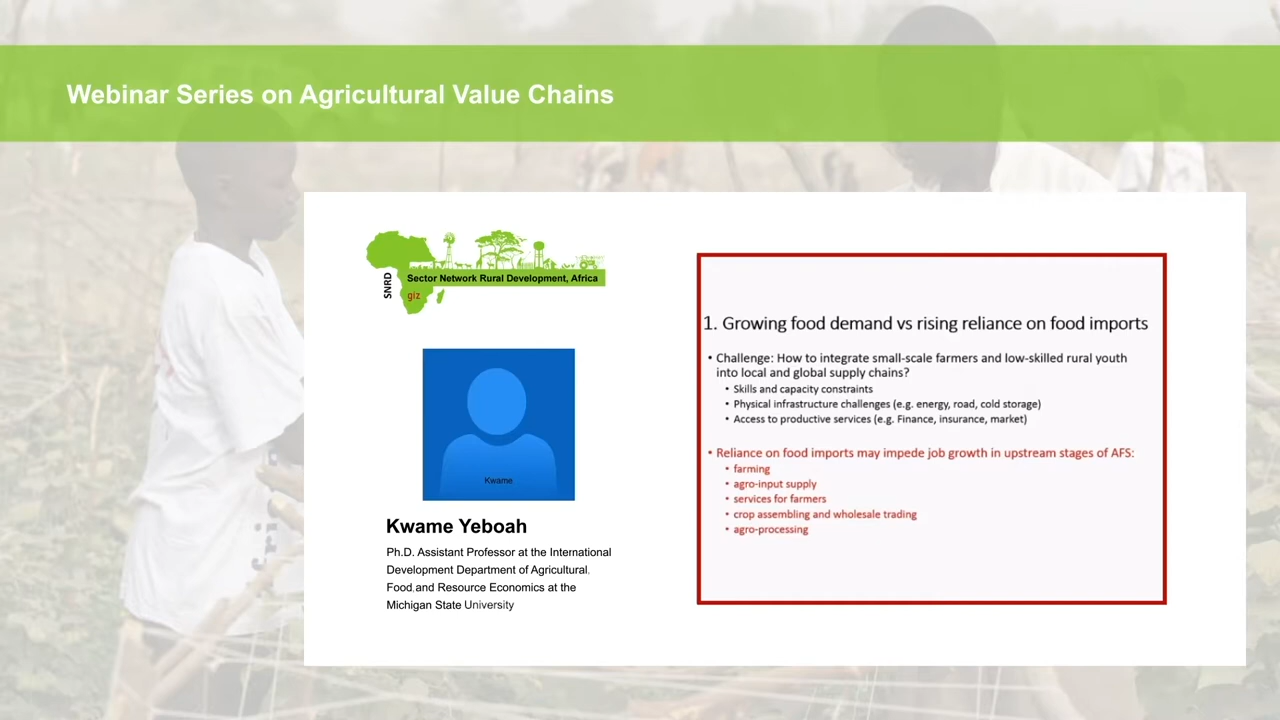 Webinar Series on Agricultural Value Chains
SNRD
Sector Network Rural Development, Africa
giz
Kwame
Kwame Yeboah
Ph.D. Assistant Professor at the International
Development Department of Agricultural.
Food.and Resource Economics at the
Michigan State University
1. Growing food demand vs rising reliance on food imports
• Challenge: How to integrate small-scale farmers and low-skilled rural youth
into local and global supply chains?
• Skills and capacity constraints
• Physical infrastructure challenges (e.g. energy, road, cold storage)
• Access to productive services (e.g. Finance, insurance, market)
• Reliance on food imports may impede job growth in upstream stages of AFS:
• farming
• agro-input supply
• services for farmers
• crop assembling and wholesale trading
• agro-processing